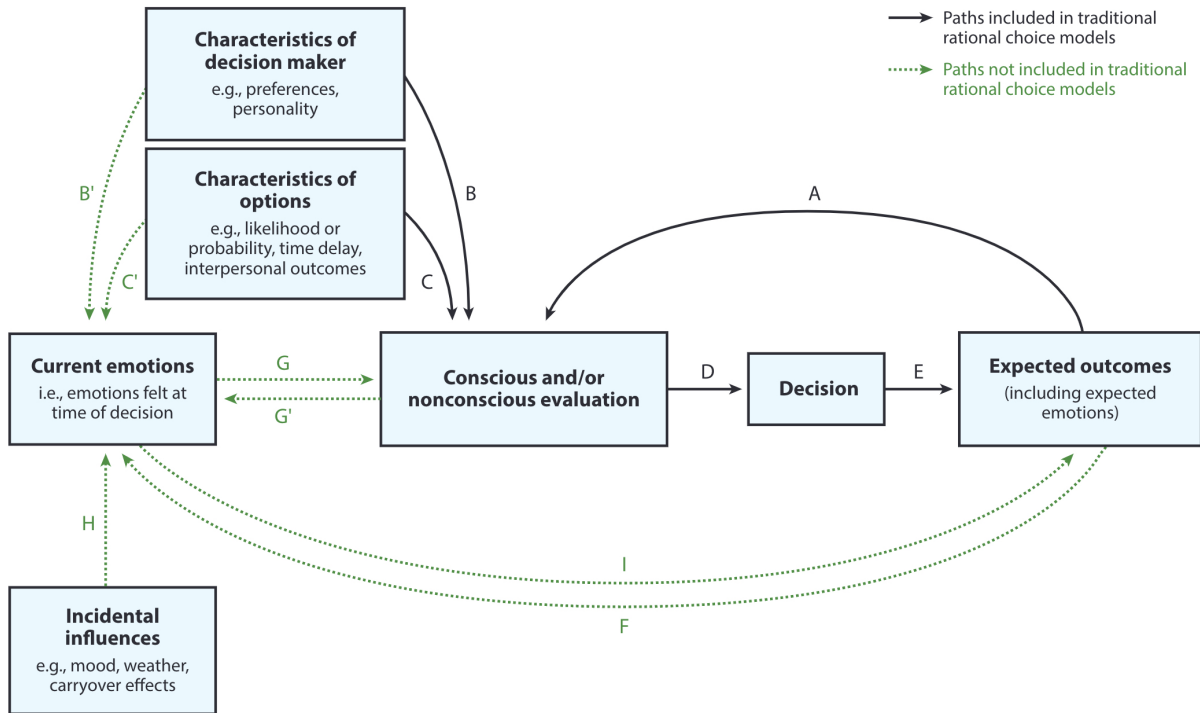 Characteristics of
decision maker
e.g., preferences,
personality
Paths included in traditional
rational choice models
Paths not included in traditional
rational choice models
Characteristics of
options
e.g., likelihood or
probability, time delay,
interpersonal outcomes
B'
B
A
C'
C
Current emotions
i.e., emotions felt at
time of decision
G
G'
Conscious and/or
nonconscious evaluation
D
Decision
E
Expected outcomes
(including expected
emotions)
H
I
F
Incidental
influences
e.g., mood, weather,
carryover effects